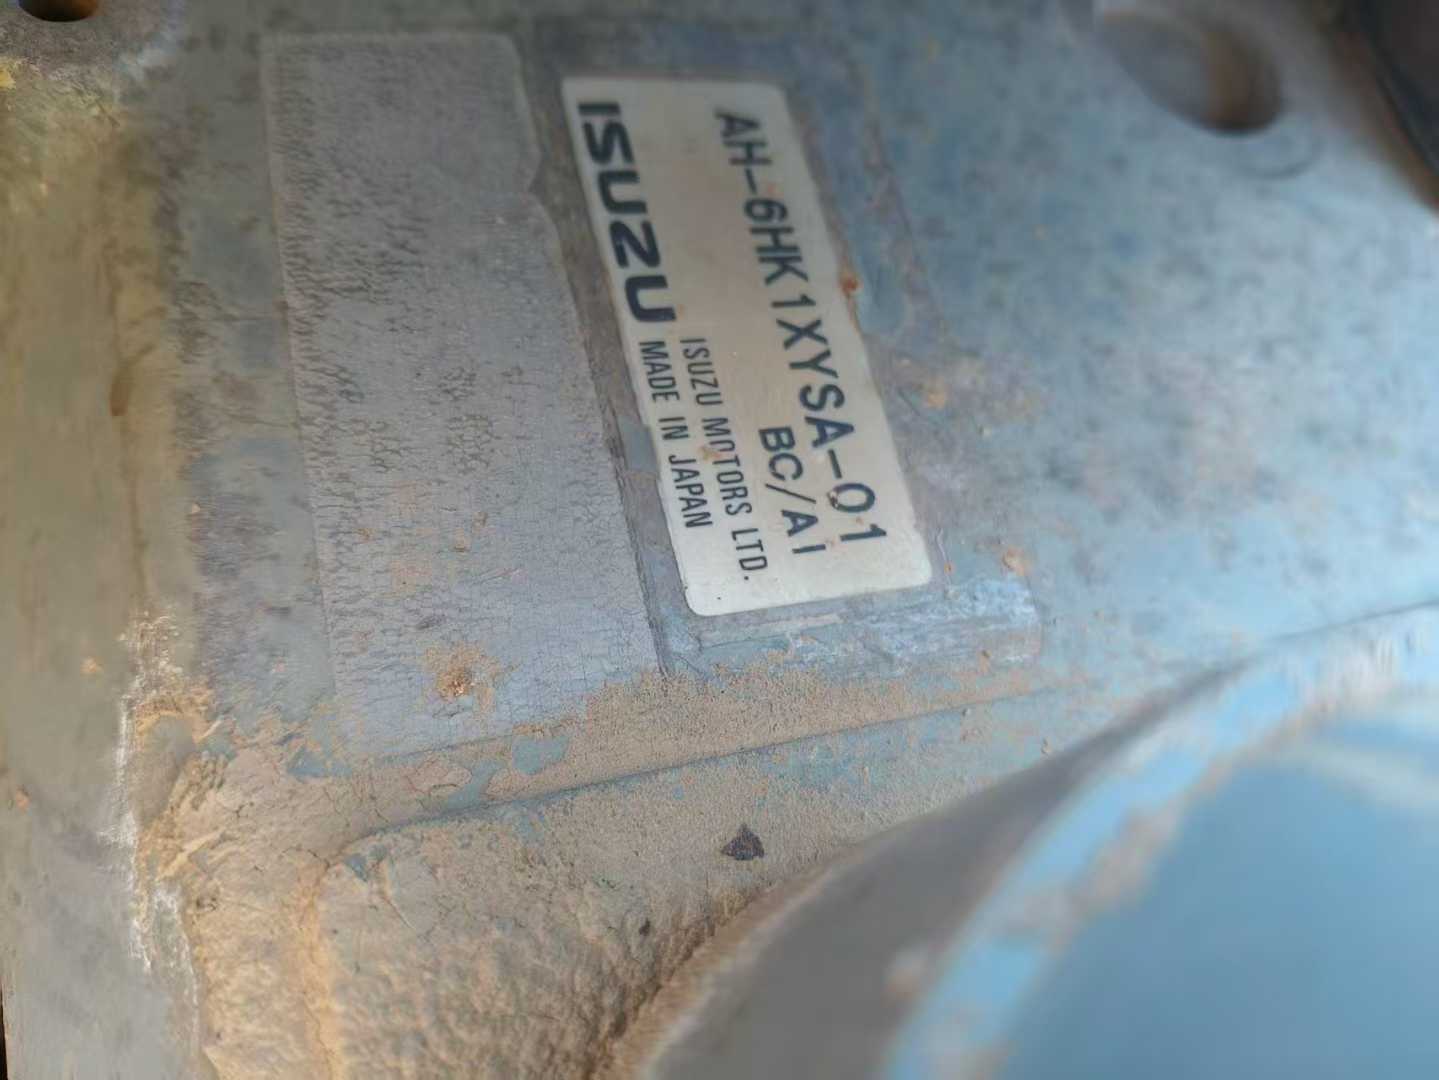 AH-6HK1XYSA-01
BC/A1
ISUZU
ISUZU MOTORS LTD.
MADE IN JAPAN